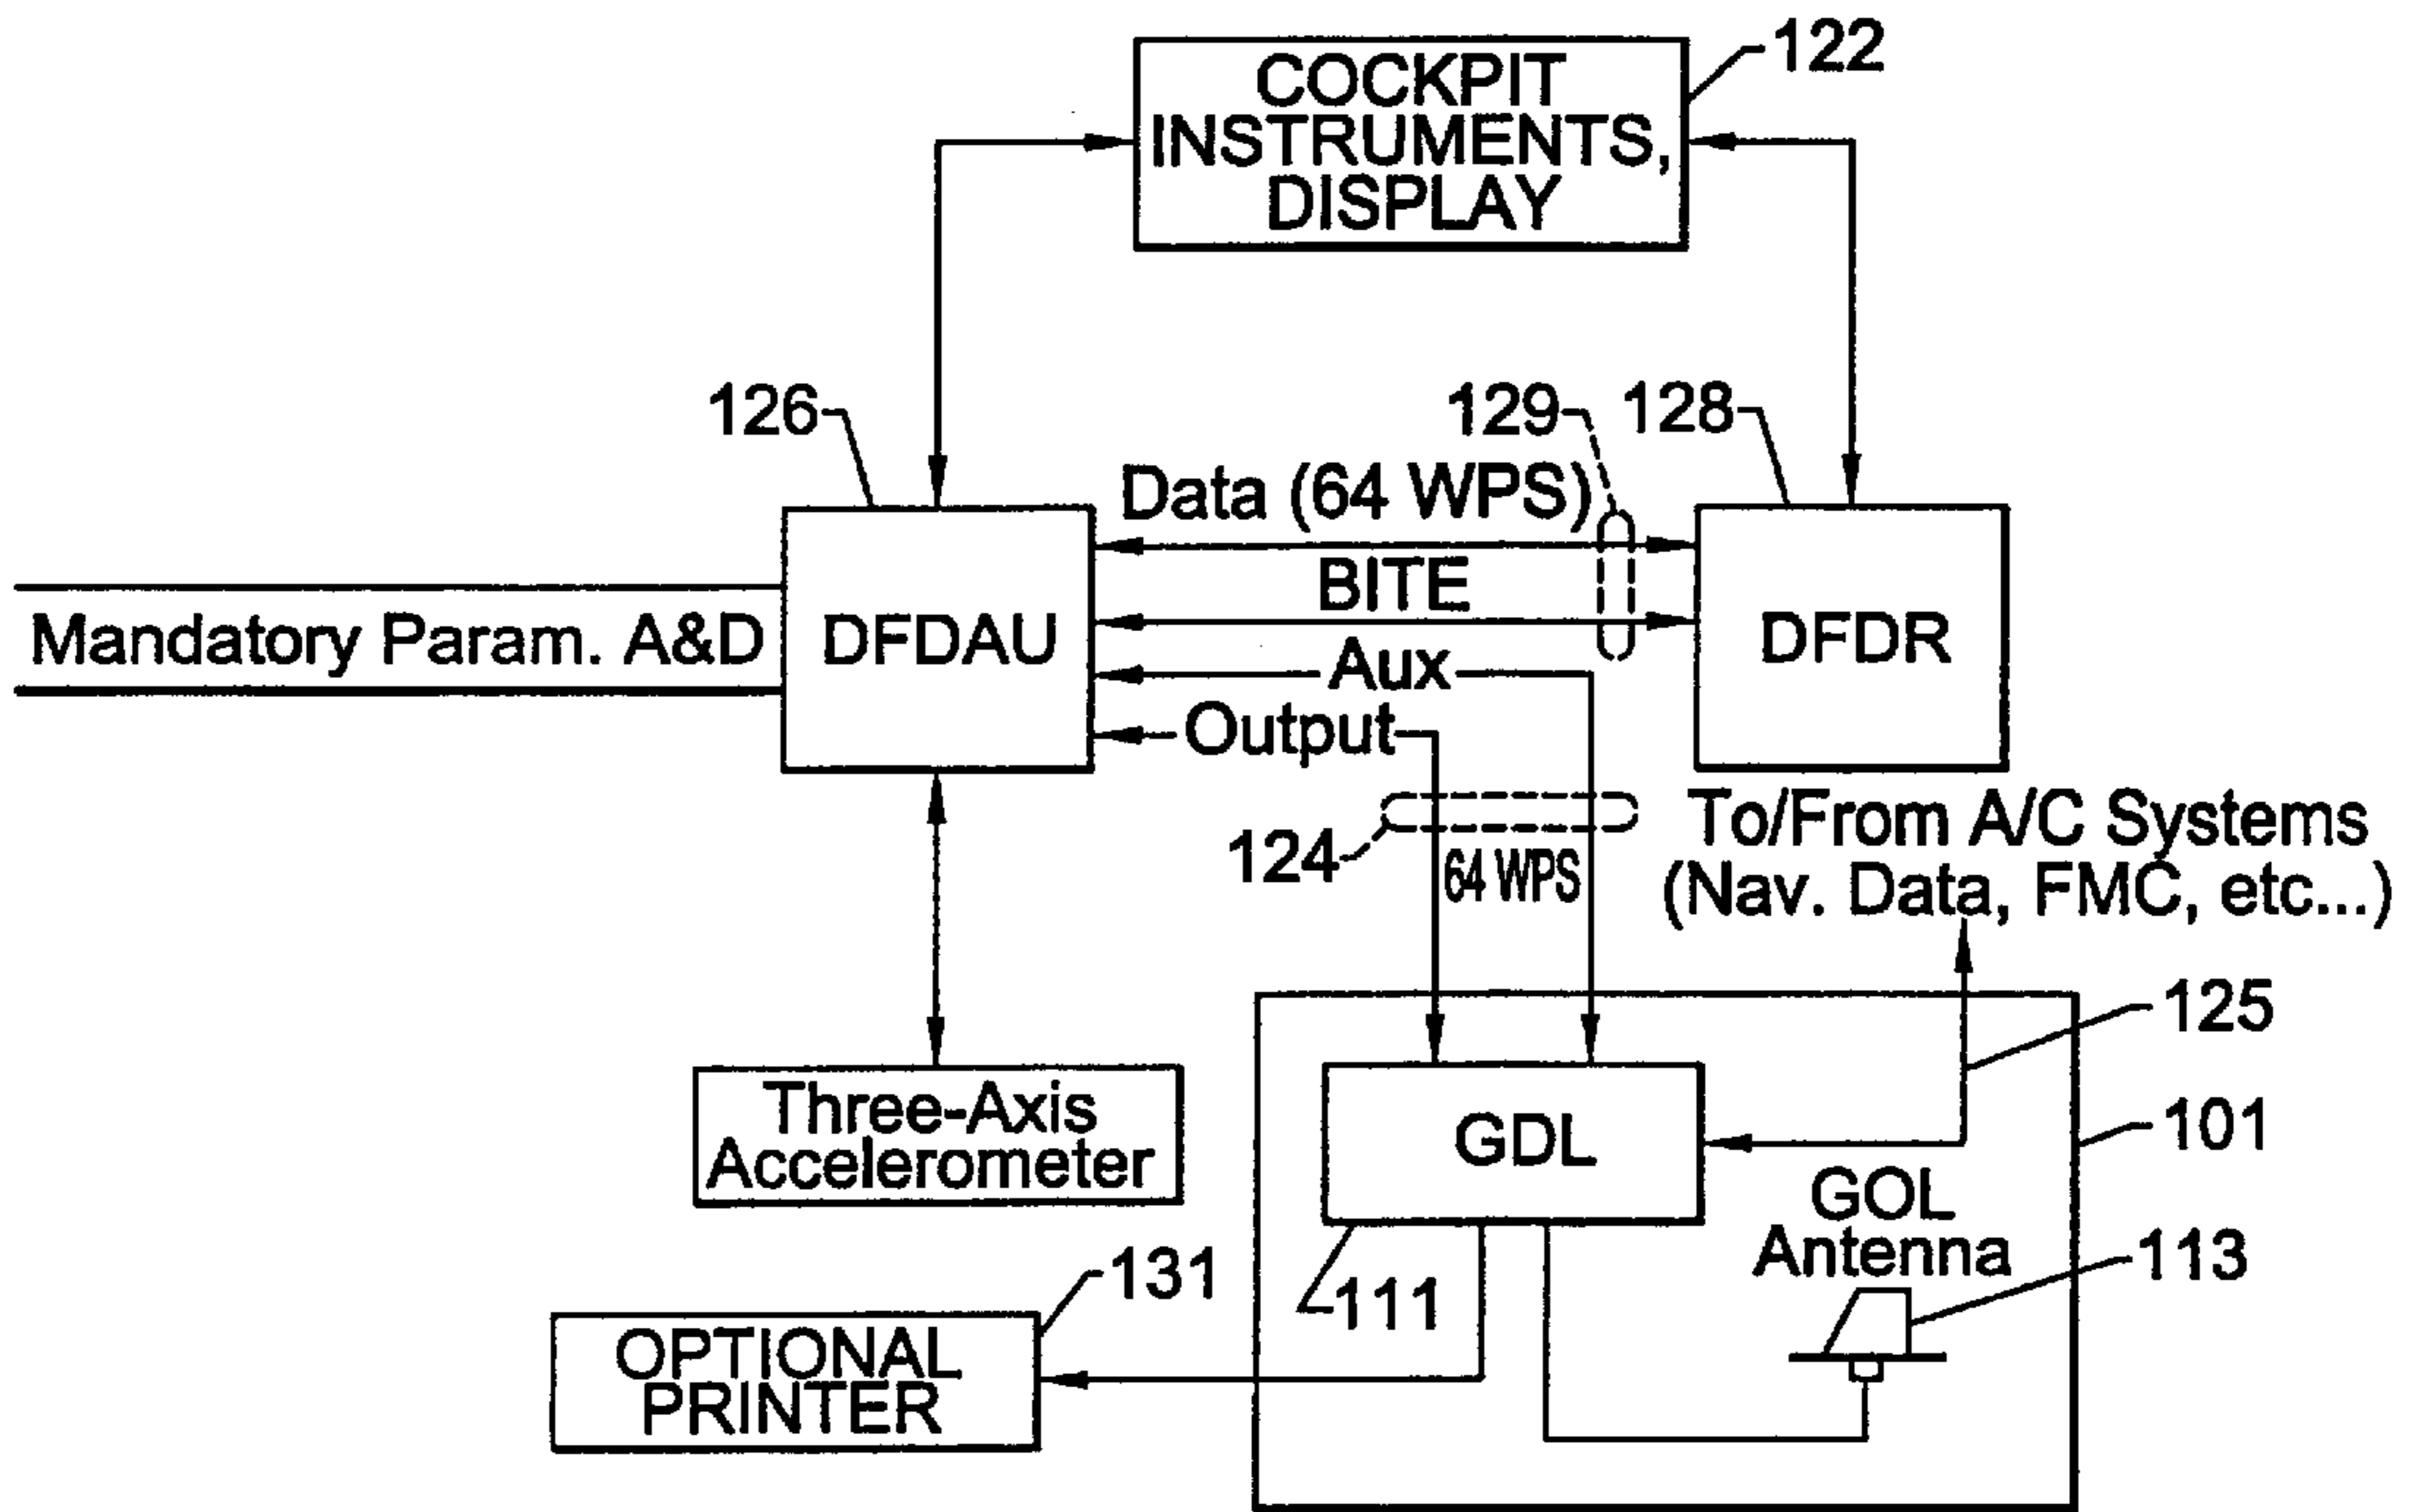 122
COCKPIT
INSTRUMENTS,
DISPLAY
126
129
128
Data (64 WPS)
BITE
Mandatory Param. A&D
DFDAU
DFDR
Aux
Output
124
64 WPS
To/From A/C Systems
(Nav. Data, FMC, etc...)
125
101
Three-Axis
Accelerometer
GDL
GOL
Antenna
113
131
111
OPTIONAL
PRINTER